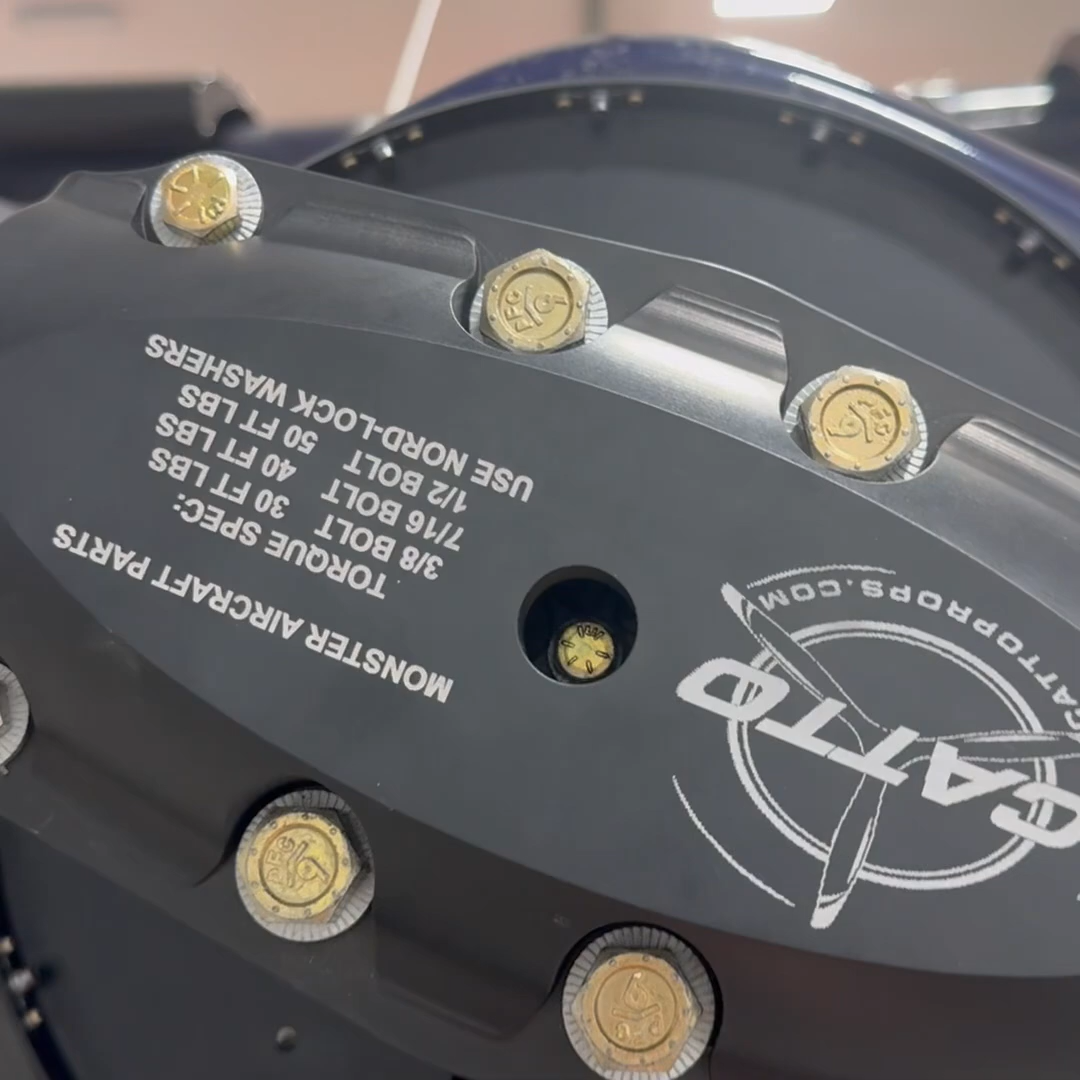 MONSTER AIRCRAFT PARTS
TORQUE SPEC:
3/8 BOLT 30 FT LBS
7/16 BOLT 40 FT LBS
1/2 BOLT 50 FT LBS
USE NORD-LOCK WASHERS
CATTO
CATTOPROPS.COM